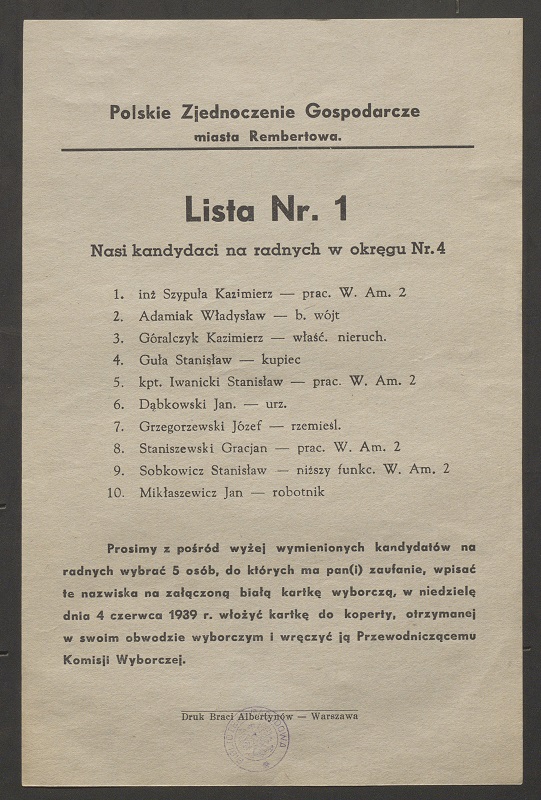 Polskie Zjednoczenie Gospodarcze
miasta Rembertowa.
Lista Nr. 1
Nasi kandydaci na radnych w okręgu Nr. 4
1. inż Szypuła Kazimierz — prac. W. Am. 2
2. Adamiak Władysław — b. wójt
3. Góralczyk Kazimierz — właść. nieruch.
4. Guła Stanisław — kupiec
5. kpt. Iwanicki Stanisław — prac. W. Am. 2
6. Dąbkowski Jan. — urz.
7. Grzegorzewski Józef — rzemieśl.
8. Staniszewski Gracjan — prac. W. Am. 2
9. Sobkowicz Stanisław — niższy funkc. W. Am. 2
10. Mikłaszewicz Jan — robotnik
Prosimy z pośród wyżej wymienionych kandydatów na
radnych wybrać 5 osób, do których ma pan(i) zaufanie, wpisać
te nazwiska na załączoną białą kartkę wyborczą, w niedzielę
dnia 4 czerwca 1939 r. włożyć kartkę do koperty, otrzymanej
w swoim obwodzie wyborczym i wręczyć ją Przewodniczącemu
Komisji Wyborczej.
Druk Braci Albertynów — Warszawa